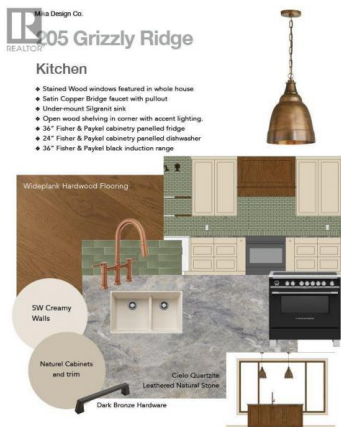 Mika Design Co.
205 Grizzly Ridge
REALTOR
Kitchen
❖ Stained Wood windows featured in whole house
❖ Satin Copper Bridge faucet with pullout
❖ Under-mount Silgranit sink
❖ Open wood shelving in corner with accent lighting.
❖ 36” Fisher & Paykel cabinetry panelled fridge
❖ 24” Fisher & Paykel cabinetry panelled dishwasher
❖ 36” Fisher & Paykel black induction range
Wideplank Hardwood Flooring
SW Creamy
Walls
Naturel Cabinets
and trim
Cielo Quartzite
Leathered Natural Stone
Dark Bronze Hardware